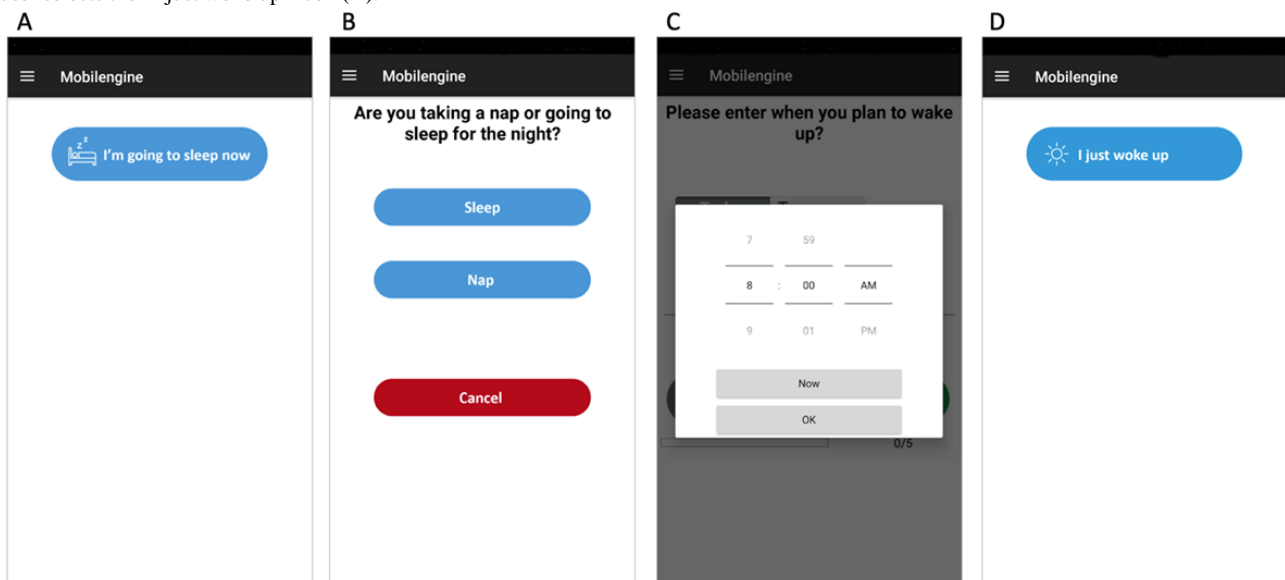 A
B
C
D
Mobilengine
I'm going to sleep now
Mobilengine
Are you taking a nap or going to
sleep for the night?
Sleep
Nap
Cancel
Mobilengine
Please enter when you plan to wake
up?
7 59
8 : 00 AM
9 01 PM
Now
OK
0/5
Mobilengine
I just woke up